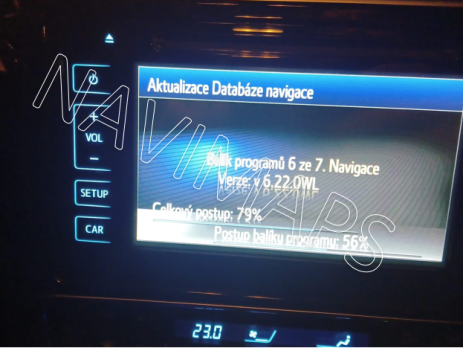 Aktualizace Databáze navigace
VOL
SETUP
CAR
Balík programů 6 ze 7. Navigace
Verze: v 6.22.0WL
Celkový postup: 79%
Postup balíku programu: 56%
23.0
NAVIMAPS